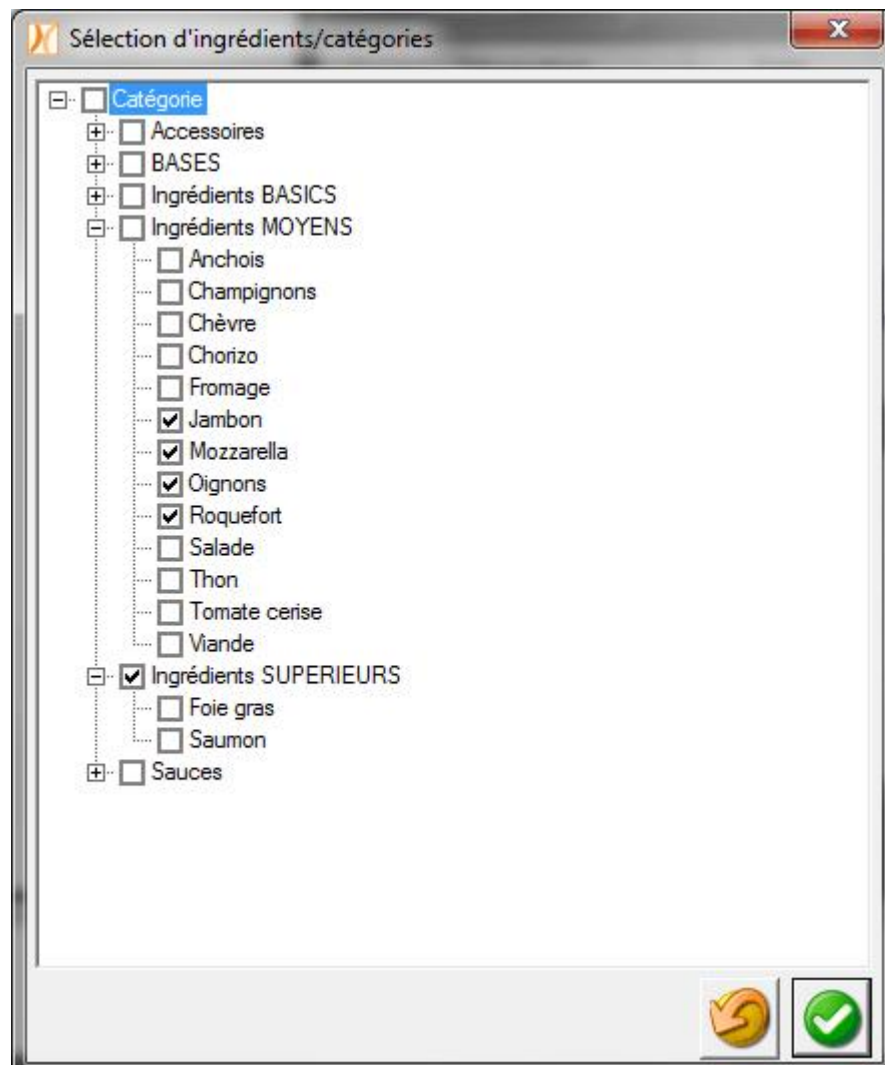 Sélection d'ingrédients/catégories
Catégorie
Accessoires
BASES
Ingrédients BASICS
Ingrédients MOYENS
Anchois
Champignons
Chèvre
Chorizo
Fromage
Jambon
Mozzarella
Oignons
Roquefort
Salade
Thon
Tomate cerise
Viande
Ingrédients SUPERIEURS
Foie gras
Saumon
Sauces